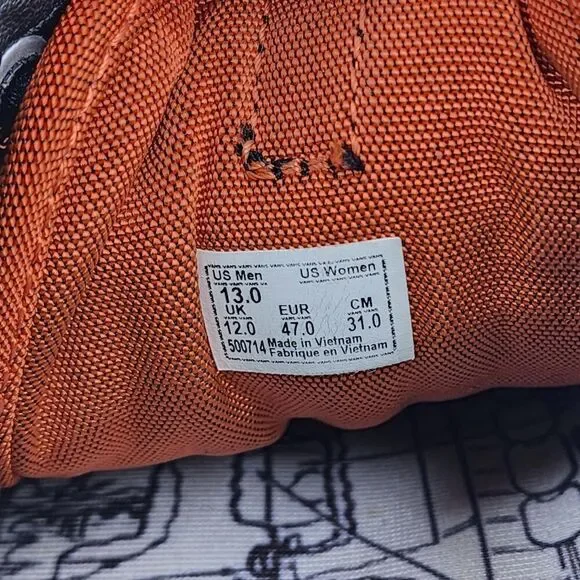 US Men US Women
13.0
UK EUR CM
12.0 47.0 31.0
500714 Made in Vietnam
Fabrique en Vietnam